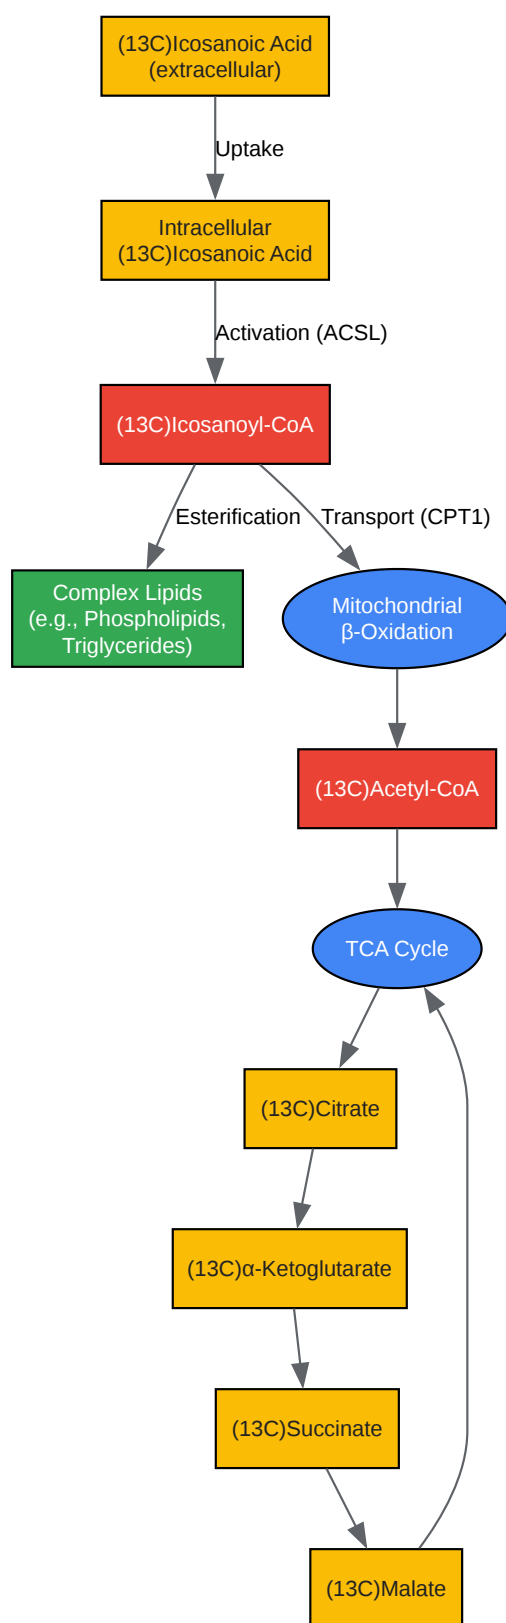 (13C)Icosanoic Acid
(extracellular)
Uptake
Intracellular
(13C)Icosanoic Acid
Activation (ACSL)
(13C)Icosanoyl-CoA
Esterification
Transport (CPT1)
Complex Lipids
(e.g., Phospholipids,
Triglycerides)
Mitochondrial
β-Oxidation
(13C)Acetyl-CoA
TCA Cycle
(13C)Citrate
(13C)α-Ketoglutarate
(13C)Succinate
(13C)Malate